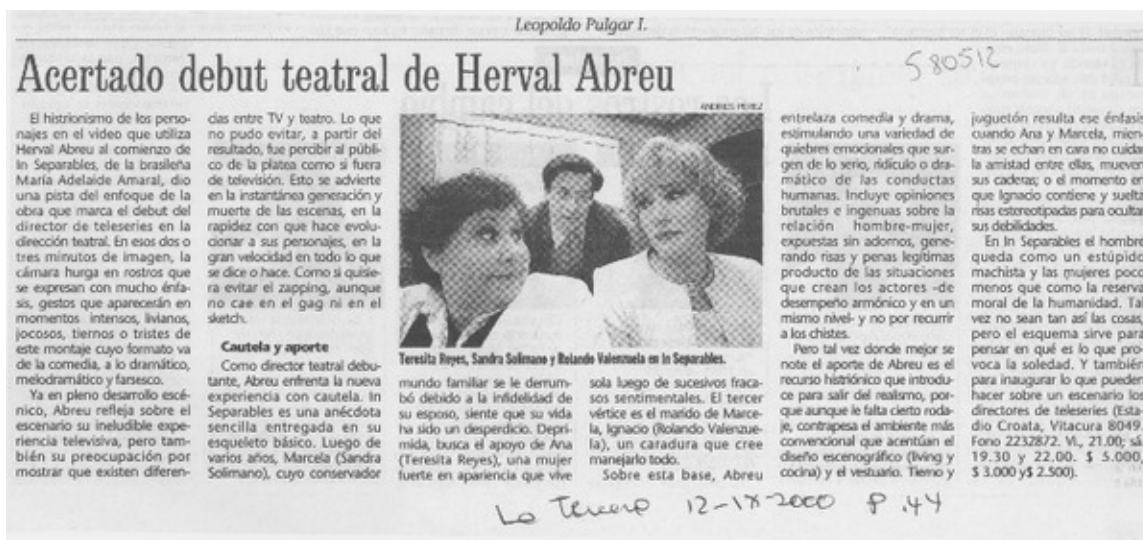 Leopoldo Pulgar I.
Acertado debut teatral de Herval Abreu
580512
El histrionismo de los perso-
najes en el video que utiliza
Herval Abreu al comienzo de
In Separables, de la brasileña
María Adelaide Amaral, dio
una pista del enfoque de la
obra que marca el debut del
director de teleseries en la
dirección teatral. En esos dos o
tres minutos de imagen, la
cámara hurga en rostros que
se expresan con mucho énfa-
sis, gestos que aparecerán en
momentos intensos, livianos,
jocosos, tiernos o tristes de
este montaje cuyo formato va
de la comedia, a lo dramático,
melodramático y farsesco.
Ya en pleno desarrollo escé-
nico, Abreu refleja sobre el
escenario su ineludible expe-
riencia televisiva, pero tam-
bién su preocupación por
mostrar que existen diferen-
cias entre TV y teatro. Lo que
no pudo evitar, a partir del
resultado, fue percibir al públi-
co de la platea como si fuera
de televisión. Esto se advierte
en la instantánea generación y
muerte de las escenas, en la
rapidez con que hace evolu-
cionar a sus personajes, en la
gran velocidad en todo lo que
se dice o hace. Como si quisie-
ra evitar el zapping, aunque
no cae en el gag ni en el
sketch.
Cautela y aporte
Como director teatral debu-
tante, Abreu enfrenta la nueva
experiencia con cautela. In
Separables es una anécdota
sencilla entregada en su
esqueleto básico. Luego de
varios años, Marcela (Sandra
Solimano), cuyo conservador
ANDRES PEREZ
Teresita Reyes, Sandra Solimano y Rolando Valenzuela en In Separables.
mundo familiar se le derrum-
bó debido a la infidelidad de
su esposo, siente que su vida
ha sido un desperdicio. Depri-
mida, busca el apoyo de Ana
(Teresita Reyes), una mujer
fuerte en apariencia que vive
sola luego de sucesivos fraca-
sos sentimentales. El tercer
vértice es el marido de Marce-
la, Ignacio (Rolando Valenzue-
la), un caradura que cree
manejarlo todo.
Sobre esta base, Abreu
entrelaza comedia y drama,
estimulando una variedad de
quiebres emocionales que sur-
gen de lo serio, ridículo o dra-
mático de las conductas
humanas. Incluye opiniones
brutales e ingenuas sobre la
relación hombre-mujer,
expuestas sin adornos, gene-
rando risas y penas legítimas
producto de las situaciones
que crean los actores -de
desempeño armónico y en un
mismo nivel- y no por recurrir
a los chistes.
Pero tal vez donde mejor se
note el aporte de Abreu es el
recurso histriónico que introdu-
ce para salir del realismo, por-
que aunque le falta cierto roda-
je, contrapesa el ambiente más
convencional que acentúan el
diseño escenográfico (living y
cocina) y el vestuario. Tierno y
juguetón resulta ese énfasis
cuando Ana y Marcela, mien-
tras se echan en cara no cuidar
la amistad entre ellas, mueven
sus caderas; o el momento en
que Ignacio contiene y suelta
risas estereotipadas para ocultar
sus debilidades.
En In Separables el hombre
queda como un estúpido
machista y las mujeres poco
menos que como la reserva
moral de la humanidad. Tal
vez no sean tan así las cosas,
pero el esquema sirve para
pensar en qué es lo que pro-
voca la soledad. Y también
para inaugurar lo que pueden
hacer sobre un escenario los
directores de teleseries (Esta-
dio Croata, Vitacura 8049.
Fono 2232872. Vi., 21.00; sá.
19.30 y 22.00. $ 5.000,
$ 3.000 y $ 2.500).
La Tercera 12-IX-2000 P. 44